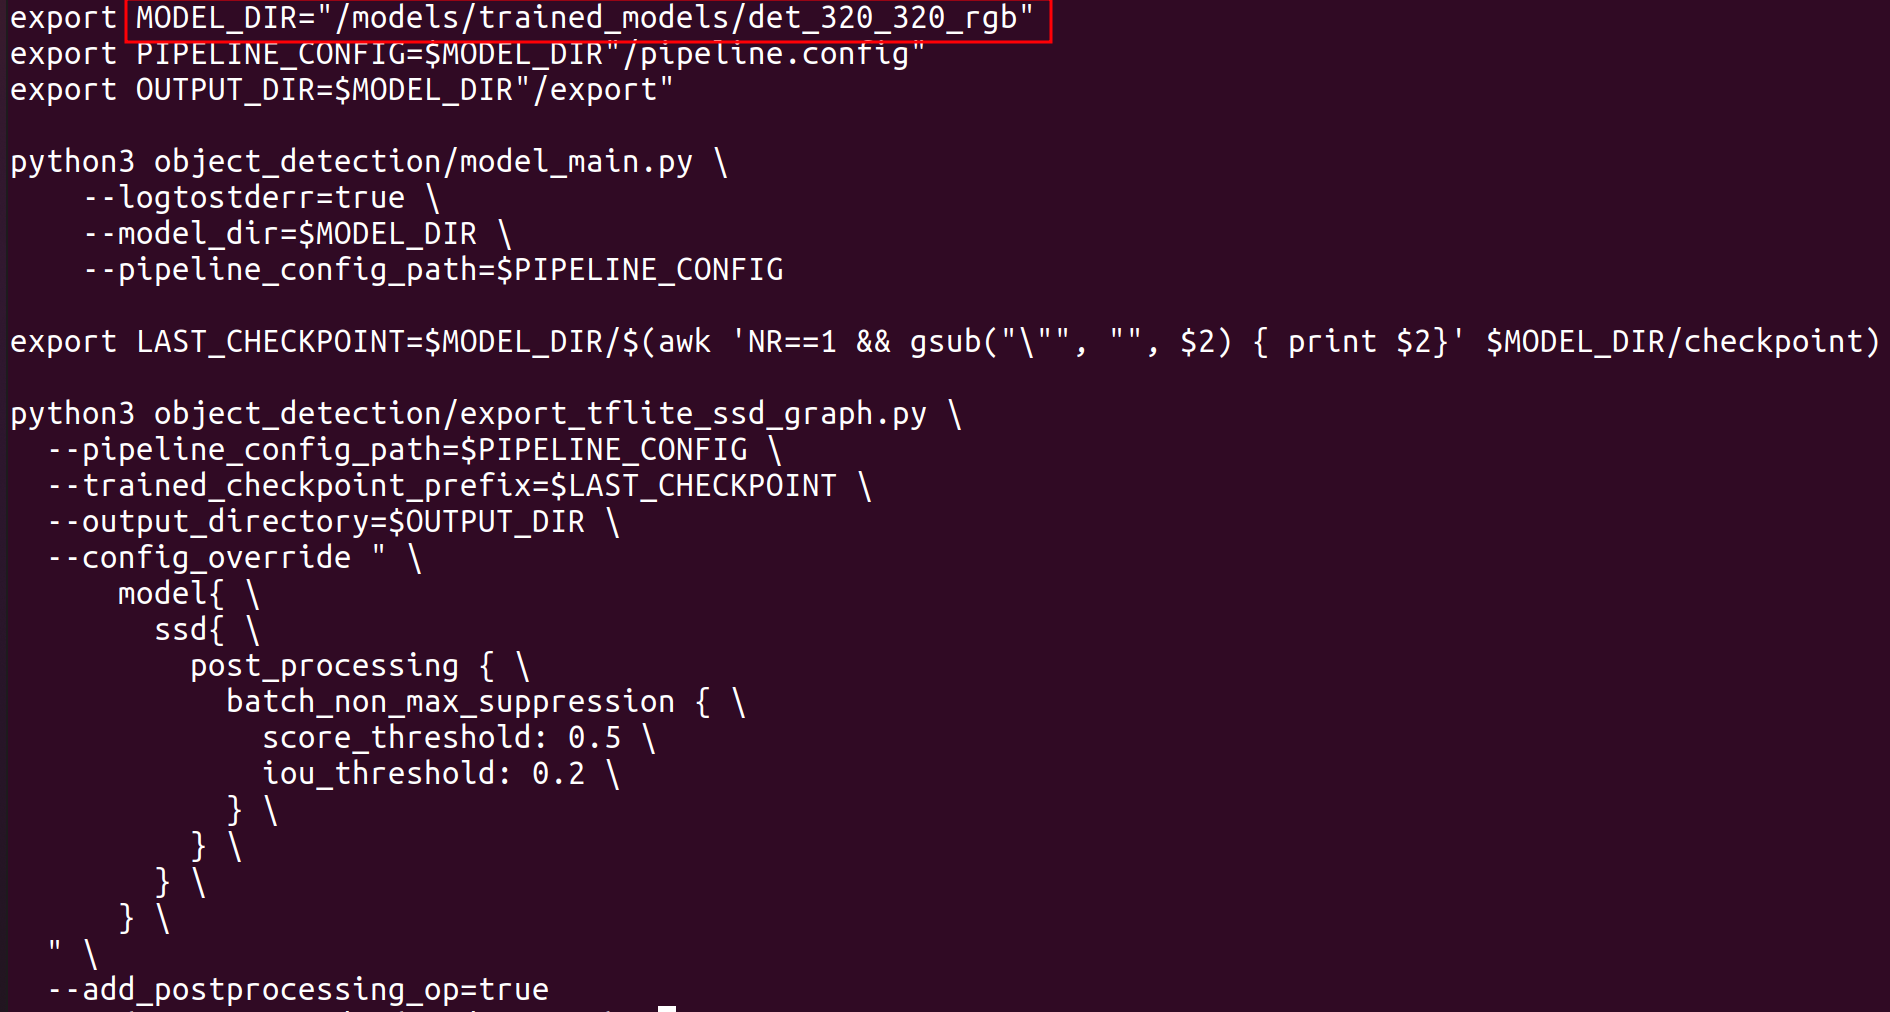 export MODEL_DIR="/models/trained_models/det_320_320_rgb"
export PIPELINE_CONFIG=$MODEL_DIR"/pipeline.config"
export OUTPUT_DIR=$MODEL_DIR"/export"
python3 object_detection/model_main.py \
--logtostderr=true \
--model_dir=$MODEL_DIR \
--pipeline_config_path=$PIPELINE_CONFIG
export LAST_CHECKPOINT=$MODEL_DIR/$(awk 'NR==1 && gsub("\"", "", $2) { print $2}' $MODEL_DIR/checkpoint)
python3 object_detection/export_tflite_ssd_graph.py \
--pipeline_config_path=$PIPELINE_CONFIG \
--trained_checkpoint_prefix=$LAST_CHECKPOINT \
--output_directory=$OUTPUT_DIR \
--config_override " \
model{ \
ssd{ \
post_processing { \
batch_non_max_suppression { \
score_threshold: 0.5 \
iou_threshold: 0.2 \
} \
} \
} \
} \
" \
--add_postprocessing_op=true